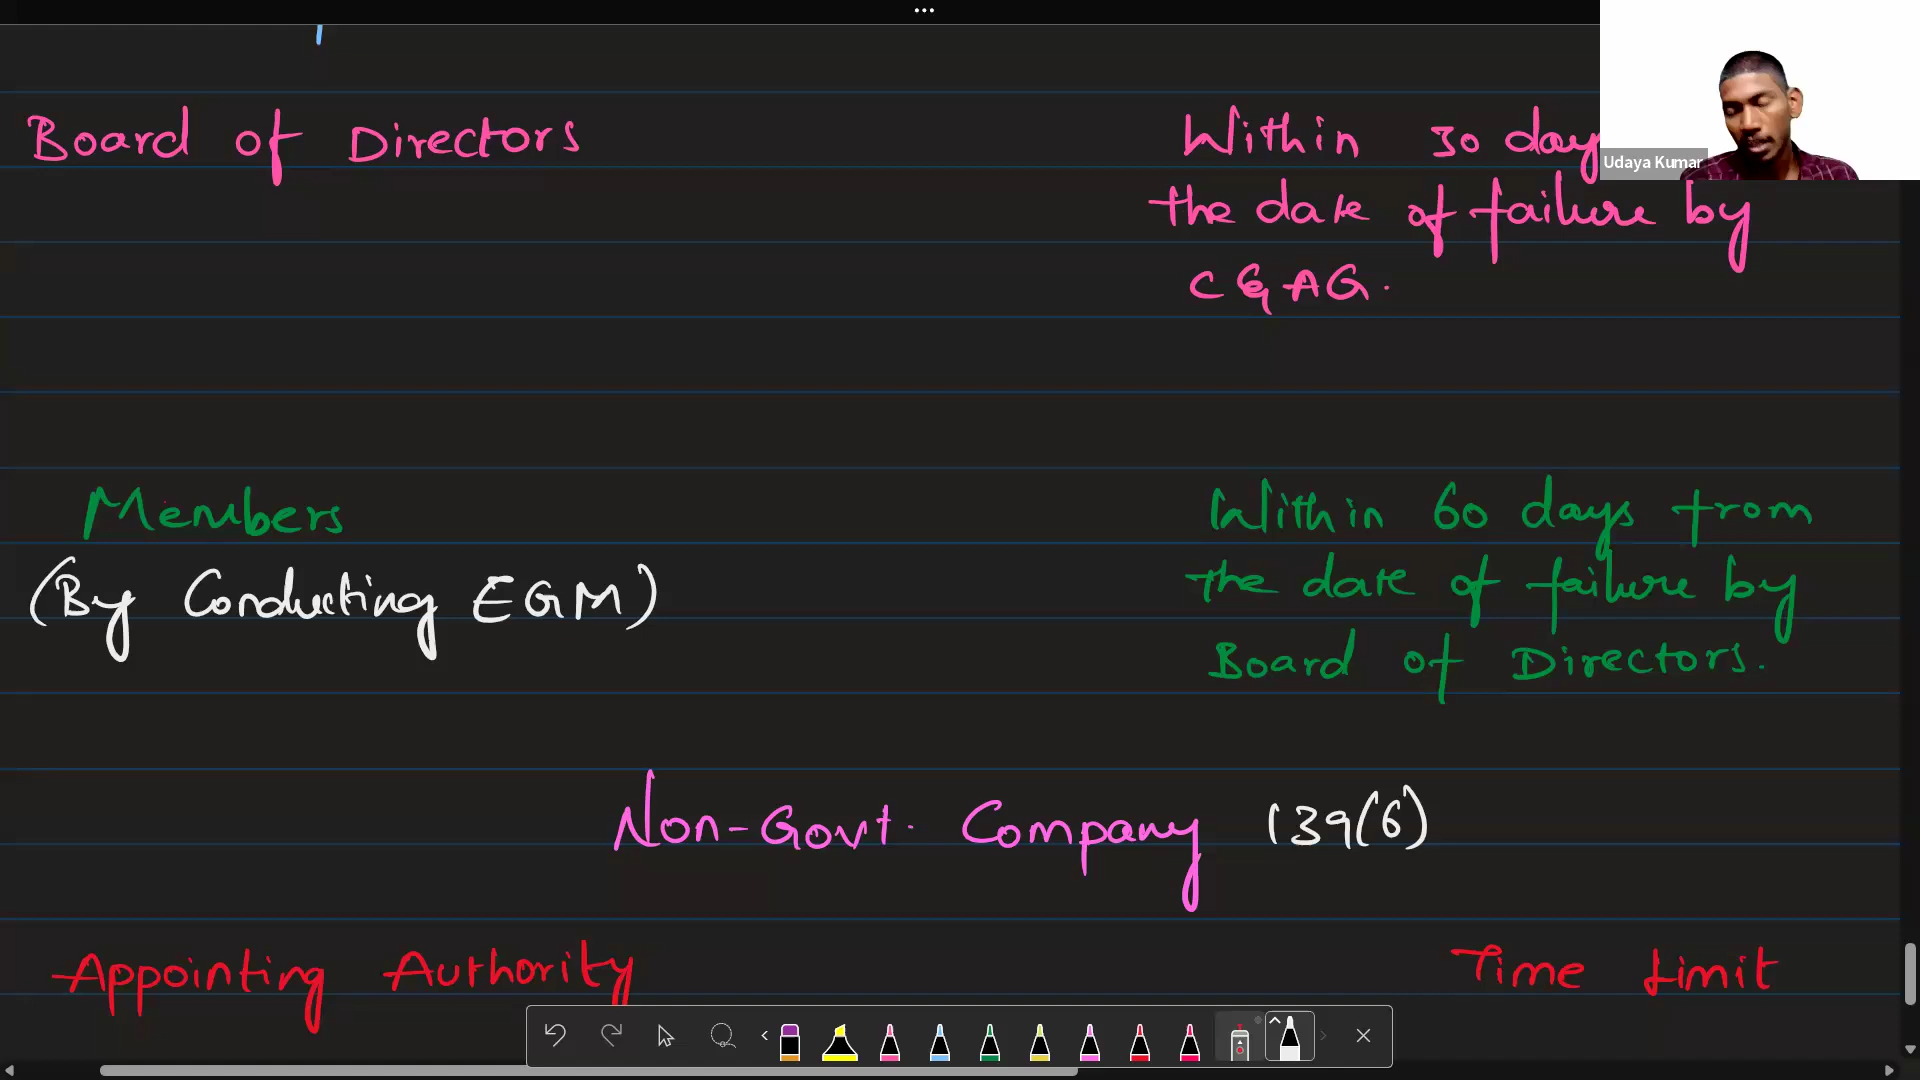 Board of Directors
Within 30 days
the date of failure by
C&AG.
Udaya Kumar
Members
(By Conducting EGM)
Within 60 days from
the date of failure by
Board of Directors.
Non-Govt. Company 139(6)
Appointing Authority
Time Limit